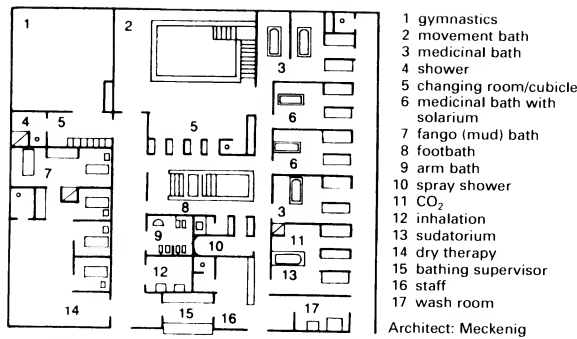 1
2
3
6
4
5
5
7
6
8
3
9
10
11
12
13
14
15
16
17
1 gymnastics
2 movement bath
3 medicinal bath
4 shower
5 changing room/cubicle
6 medicinal bath with
solarium
7 fango (mud) bath
8 footbath
9 arm bath
10 spray shower
11 CO₂
12 inhalation
13 sudatorium
14 dry therapy
15 bathing supervisor
16 staff
17 wash room
Architect: Meckenig